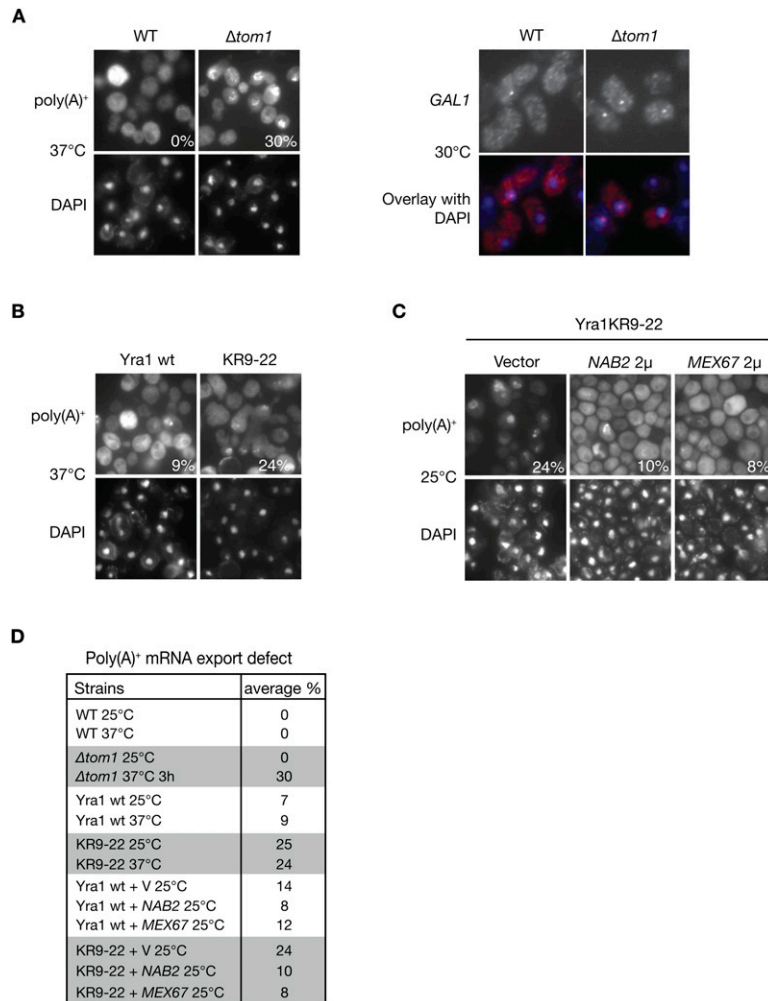 A
WT Δtom1
poly(A)⁺
0% 30%
37°C
DAPI
WT Δtom1
GAL1
30°C
Overlay with
DAPI
B
Yra1 wt KR9-22
poly(A)⁺
9% 24%
37°C
DAPI
C
Yra1KR9-22
Vector NAB2 2µ MEX67 2µ
poly(A)⁺
24% 10% 8%
25°C
DAPI
D
Poly(A)⁺ mRNA export defect
Strains average %
WT 25°C 0
WT 37°C 0
Δtom1 25°C 0
Δtom1 37°C 3h 30
Yra1 wt 25°C 7
Yra1 wt 37°C 9
KR9-22 25°C 25
KR9-22 37°C 24
Yra1 wt + V 25°C 14
Yra1 wt + NAB2 25°C 8
Yra1 wt + MEX67 25°C 12
KR9-22 + V 25°C 24
KR9-22 + NAB2 25°C 10
KR9-22 + MEX67 25°C 8